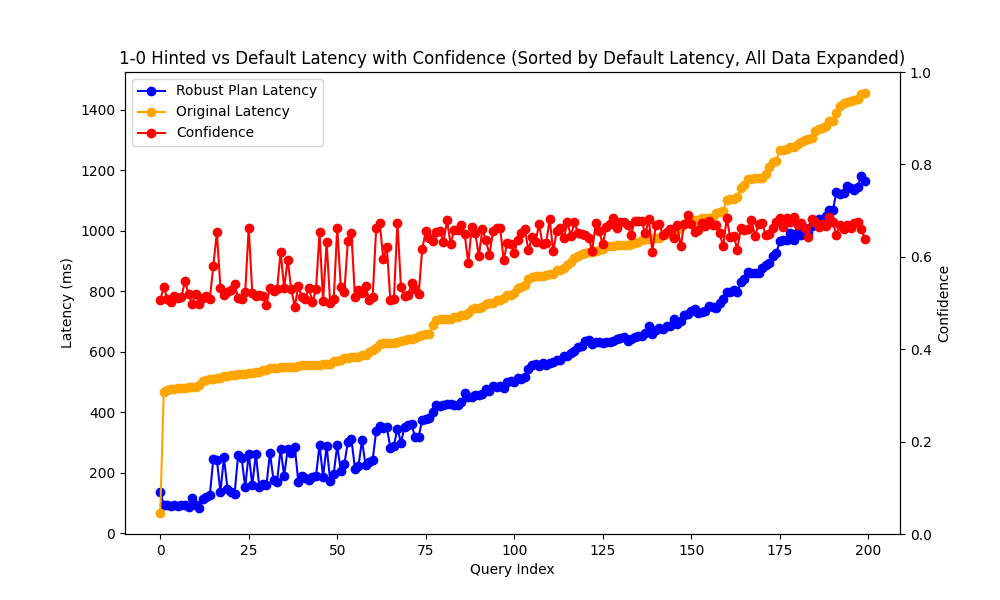 1-0 Hinted vs Default Latency with Confidence (Sorted by Default Latency, All Data Expanded)
Robust Plan Latency
Original Latency
Confidence
Latency (ms)
1400
1200
1000
800
600
400
200
0
1.0
0.8
0.6
0.4
0.2
0.0
Confidence
0 25 50 75 100 125 150 175 200
Query Index